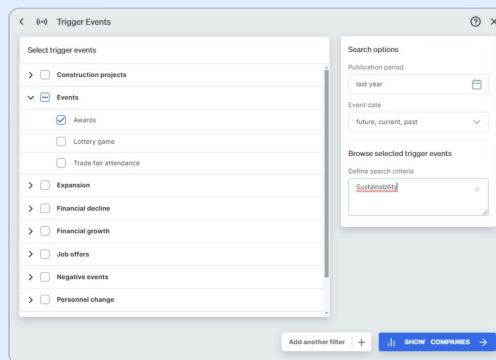 Trigger Events
Select trigger events
Construction projects
Events
Awards
Lottery game
Trade fair attendance
Expansion
Financial decline
Financial growth
Job offers
Negative events
Personnel change
Search options
Publication period
last year
Event date
future, current, past
Browse selected trigger events
Define search criteria
Sustainability
Add another filter
SHOW COMPANIES